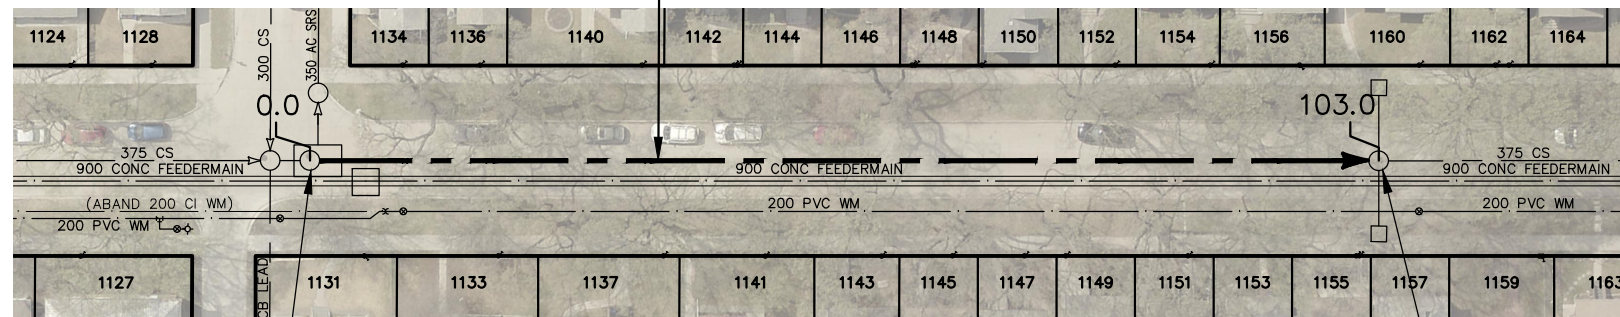 1124
1128
1134
1136
1140
1142
1144
1146
1148
1150
1152
1154
1156
1160
1162
1164
300 CS
350 AC SRS
0.0
103.0
375 CS
900 CONC FEEDERMAIN
900 CONC FEEDERMAIN
375 CS
900 CONC FEEDERMAIN
(ABAND 200 CI WM)
200 PVC WM
200 PVC WM
200 PVC WM
CB LEAD
1127
1131
1133
1137
1141
1143
1145
1147
1149
1151
1153
1155
1157
1159